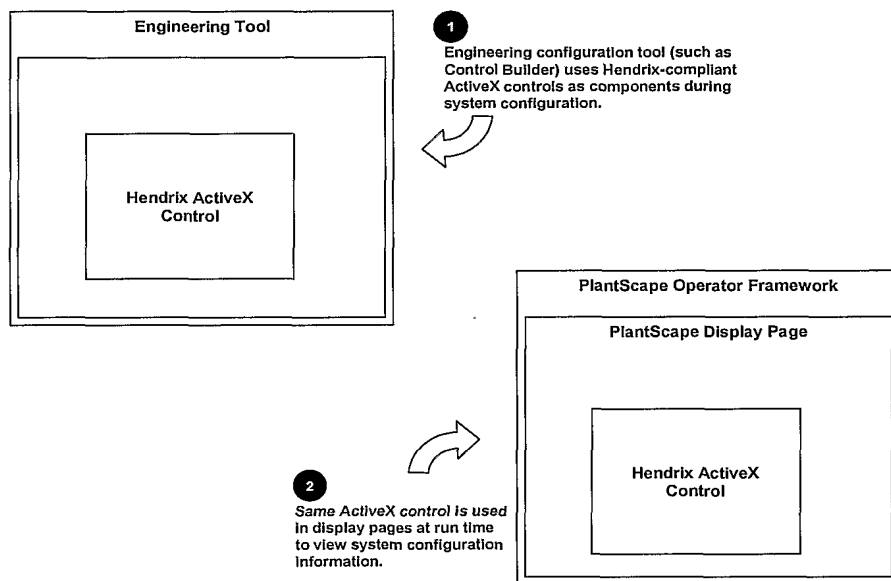 Engineering Tool
1
Engineering configuration tool (such as
Control Builder) uses Hendrix-compliant
ActiveX controls as components during
system configuration.
Hendrix ActiveX
Control
PlantScape Operator Framework
PlantScape Display Page
Hendrix ActiveX
Control
2
Same ActiveX control is used
in display pages at run time
to view system configuration
information.